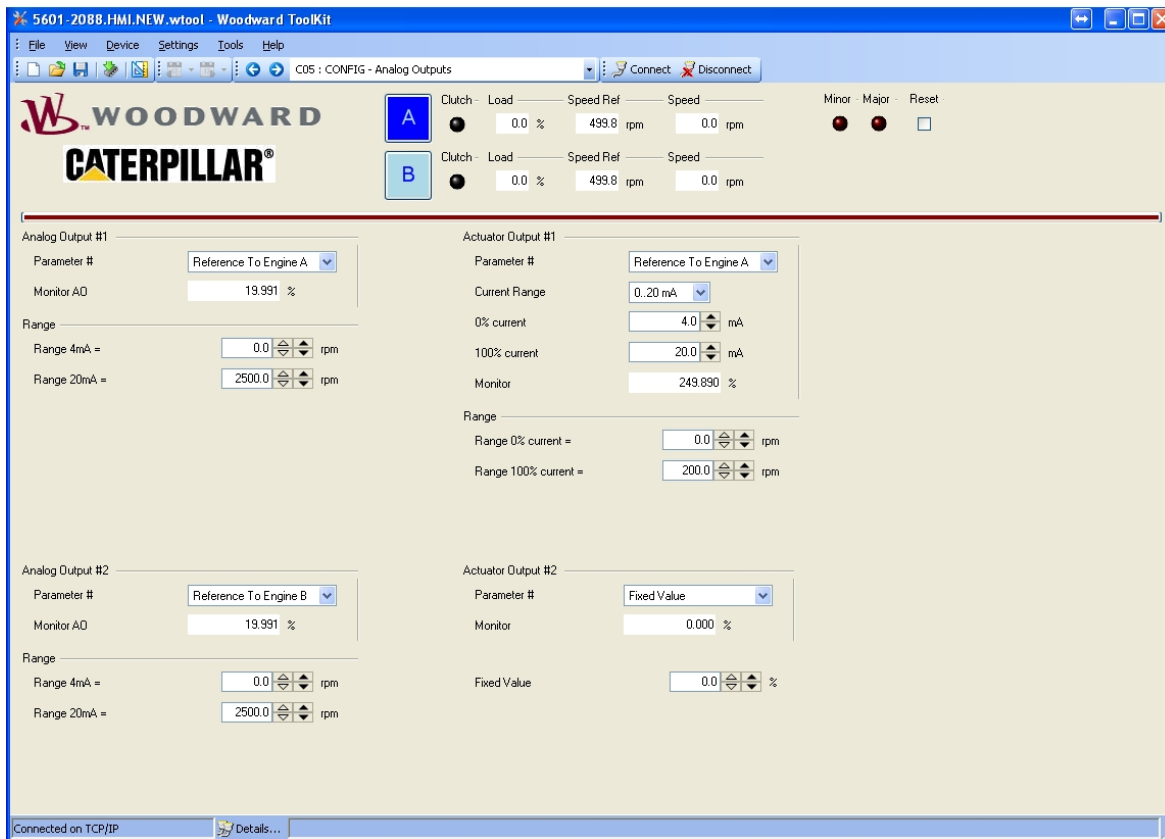 5601-2088.HMI.NEW.wtool - Woodward ToolKit
File View Device Settings Tools Help
C05 : CONFIG - Analog Outputs Connect Disconnect
WOODWARD
CATERPILLAR®
A
Clutch Load Speed Ref Speed
0.0 % 499.8 rpm 0.0 rpm
B
Clutch Load Speed Ref Speed
0.0 % 499.8 rpm 0.0 rpm
Minor Major Reset
Analog Output #1
Parameter # Reference To Engine A
Monitor AO 19.991 %
Range
Range 4mA = 0.0 rpm
Range 20mA = 2500.0 rpm
Actuator Output #1
Parameter # Reference To Engine A
Current Range 0..20 mA
0% current 4.0 mA
100% current 20.0 mA
Monitor 249.890 %
Range
Range 0% current = 0.0 rpm
Range 100% current = 200.0 rpm
Analog Output #2
Parameter # Reference To Engine B
Monitor AO 19.991 %
Range
Range 4mA = 0.0 rpm
Range 20mA = 2500.0 rpm
Actuator Output #2
Parameter # Fixed Value
Monitor 0.000 %
Fixed Value 0.0 %
Connected on TCP/IP Details...